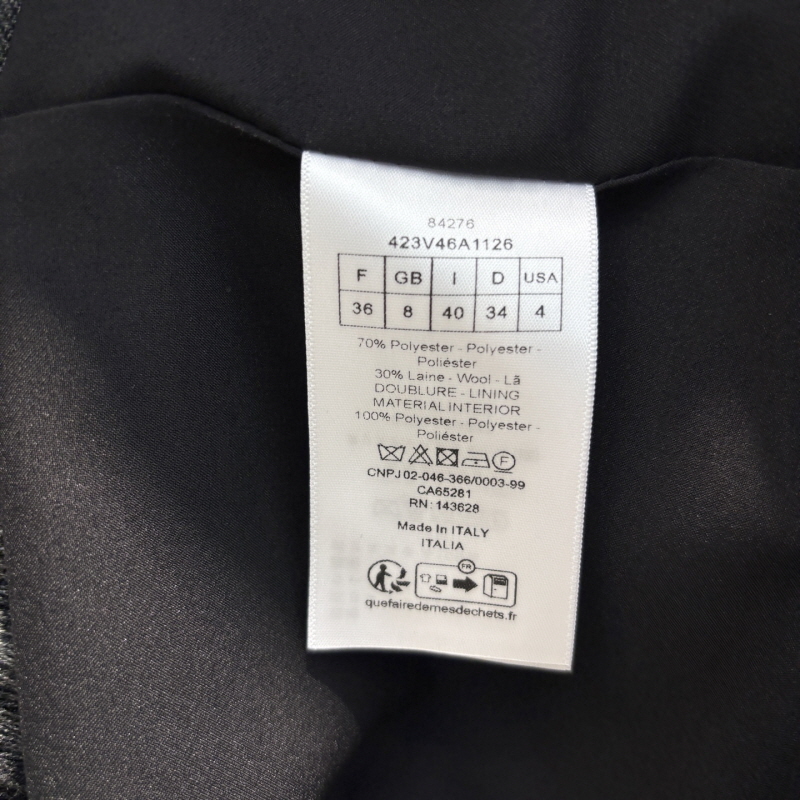 84276
423V46A1126
F GB I D USA
36 8 40 34 4
70% Polyester - Polyester -
Poliéster
30% Laine - Wool - Lã
DOUBLURE - LINING
MATERIAL INTERIOR
100% Polyester - Polyester -
Poliéster
F
CNPJ 02-046-366/0003-99
CA65281
RN: 143628
Made In ITALY
ITALIA
FR
quefairedemesdechets.fr